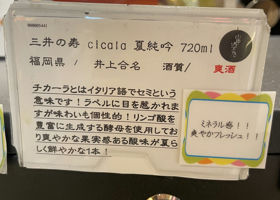 三井の寿 cicala 夏純吟 720ml
福岡県 / 井上合名 酒質/ 爽酒
チカーラとはイタリア語でセミという
意味です！ラベルに目を惹かれま
すが味わいも個性的！リンゴ酸を
豊富に生成する酵母を使用してお
り爽やかな果実感ある酸味が夏ら
しく鮮やかな1本！
ミネラル感！！
爽やかフレッシュ！！